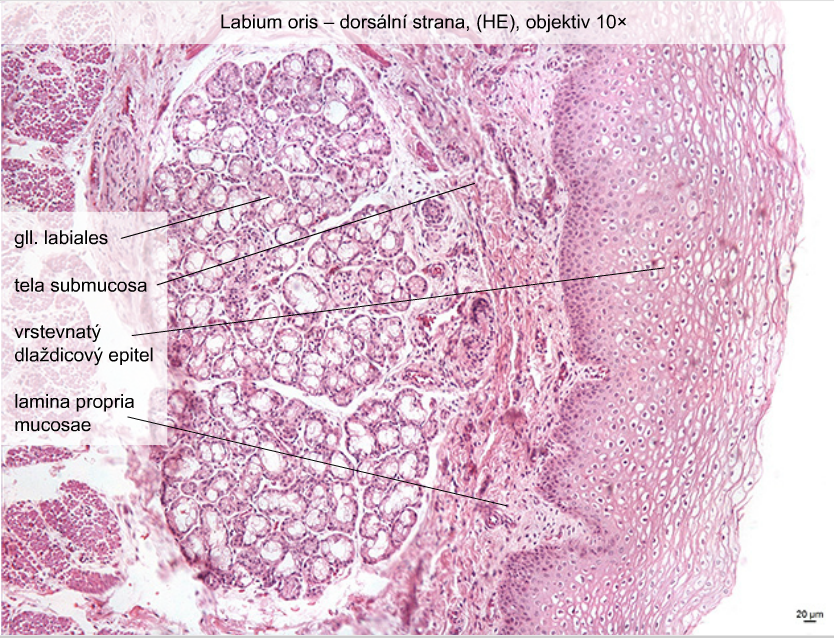 Labium oris – dorsální strana, (HE), objektiv 10×
gll. labiales
tela submucosa
vrstevnatý
dlaždicový epitel
lamina propria
mucosae
20 µm